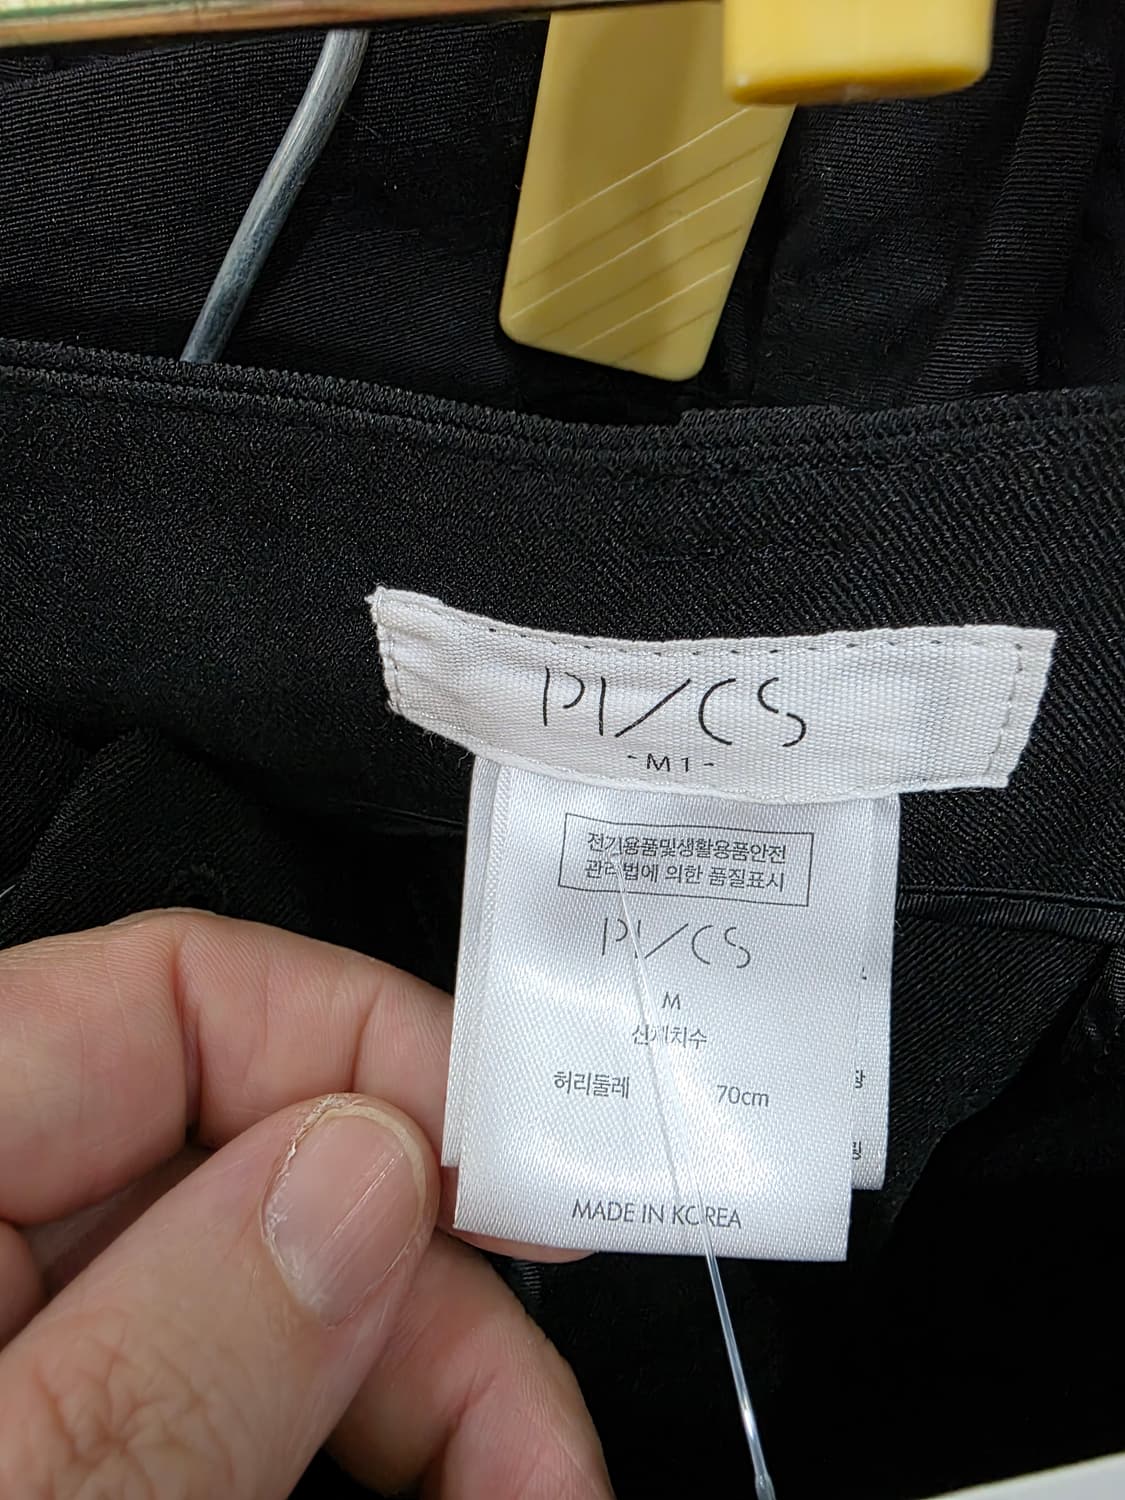 PI/CS
- M 1 -
전기용품및생활용품안전
관리법에 의한 품질표시
PI/CS
M
신체치수
허리둘레 70cm
MADE IN KOREA